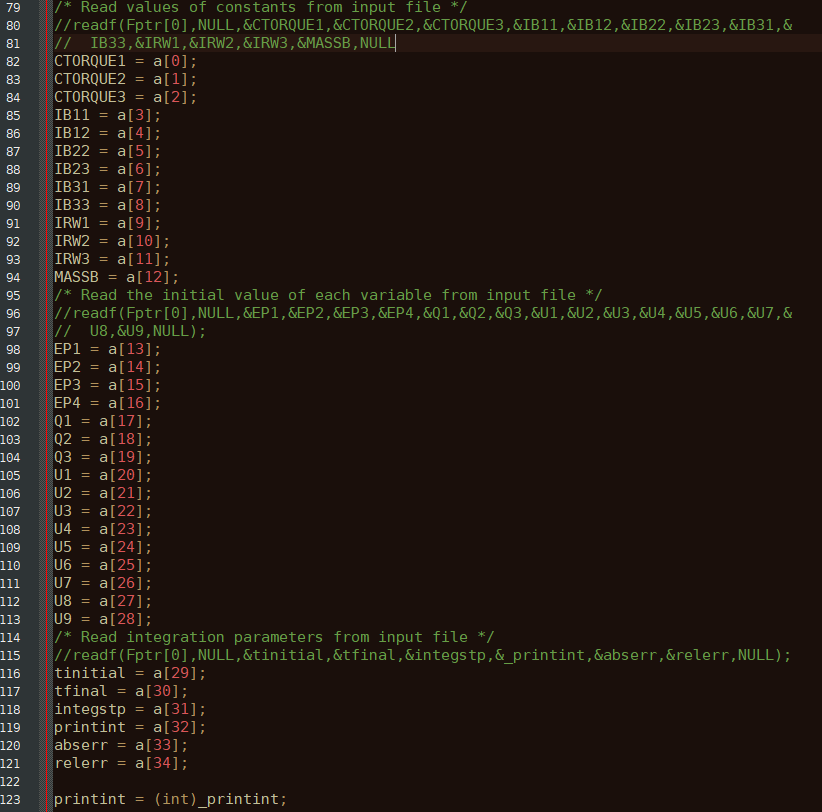 79 /* Read values of constants from input file */
80 //readf(Fptr[0],NULL,&CTORQUE1,&CTORQUE2,&CTORQUE3,&IB11,&IB12,&IB22,&IB23,&IB31,&
81 //  IB33,&IRW1,&IRW2,&IRW3,&MASSB,NULL
82 CTORQUE1 = a[0];
83 CTORQUE2 = a[1];
84 CTORQUE3 = a[2];
85 IB11 = a[3];
86 IB12 = a[4];
87 IB22 = a[5];
88 IB23 = a[6];
89 IB31 = a[7];
90 IB33 = a[8];
91 IRW1 = a[9];
92 IRW2 = a[10];
93 IRW3 = a[11];
94 MASSB = a[12];
95 /* Read the initial value of each variable from input file */
96 //readf(Fptr[0],NULL,&EP1,&EP2,&EP3,&EP4,&Q1,&Q2,&Q3,&U1,&U2,&U3,&U4,&U5,&U6,&U7,&
97 //  U8,&U9,NULL);
98 EP1 = a[13];
99 EP2 = a[14];
100 EP3 = a[15];
101 EP4 = a[16];
102 Q1 = a[17];
103 Q2 = a[18];
104 Q3 = a[19];
105 U1 = a[20];
106 U2 = a[21];
107 U3 = a[22];
108 U4 = a[23];
109 U5 = a[24];
110 U6 = a[25];
111 U7 = a[26];
112 U8 = a[27];
113 U9 = a[28];
114 /* Read integration parameters from input file */
115 //readf(Fptr[0],NULL,&tinitial,&tfinal,&integstp,&_printint,&abserr,&relerr,NULL);
116 tinitial = a[29];
117 tfinal = a[30];
118 integstp = a[31];
119 printint = a[32];
120 abserr = a[33];
121 relerr = a[34];
122
123 printint = (int)_printint;